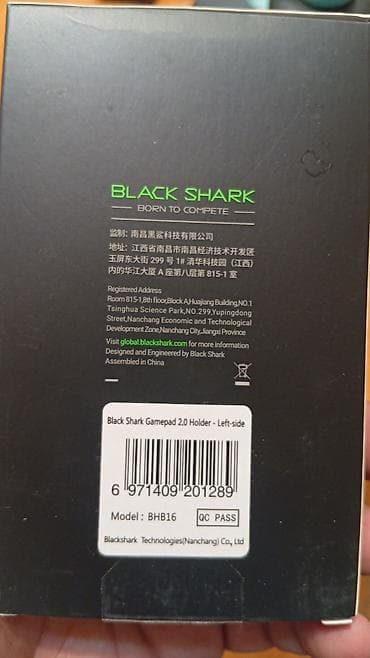 BLACK SHARK
BORN TO COMPETE
监制: 南昌黑鲨科技有限公司
地址: 江西省南昌市南昌经济技术开发区
玉屏东大街 299 号 1# 清华科技园（江西）
内的华江大厦 A 座第八层第 815-1 室
Registered Address
Room 815-1,8th floor,Block A,Huajiang Building,NO.1
Tsinghua Science Park,NO.299,Yupingdong
Street,Nanchang Economic and Technological
Development Zone,Nanchang City,Jiangxi Province
Visit global.blackshark.com for more information
Designed and Engineered by Black Shark
Assembled in China
Black Shark Gamepad 2.0 Holder - Left-side
6 971409 201289
Model: BHB16 QC PASS
Blackshark Technologies(Nanchang) Co., Ltd